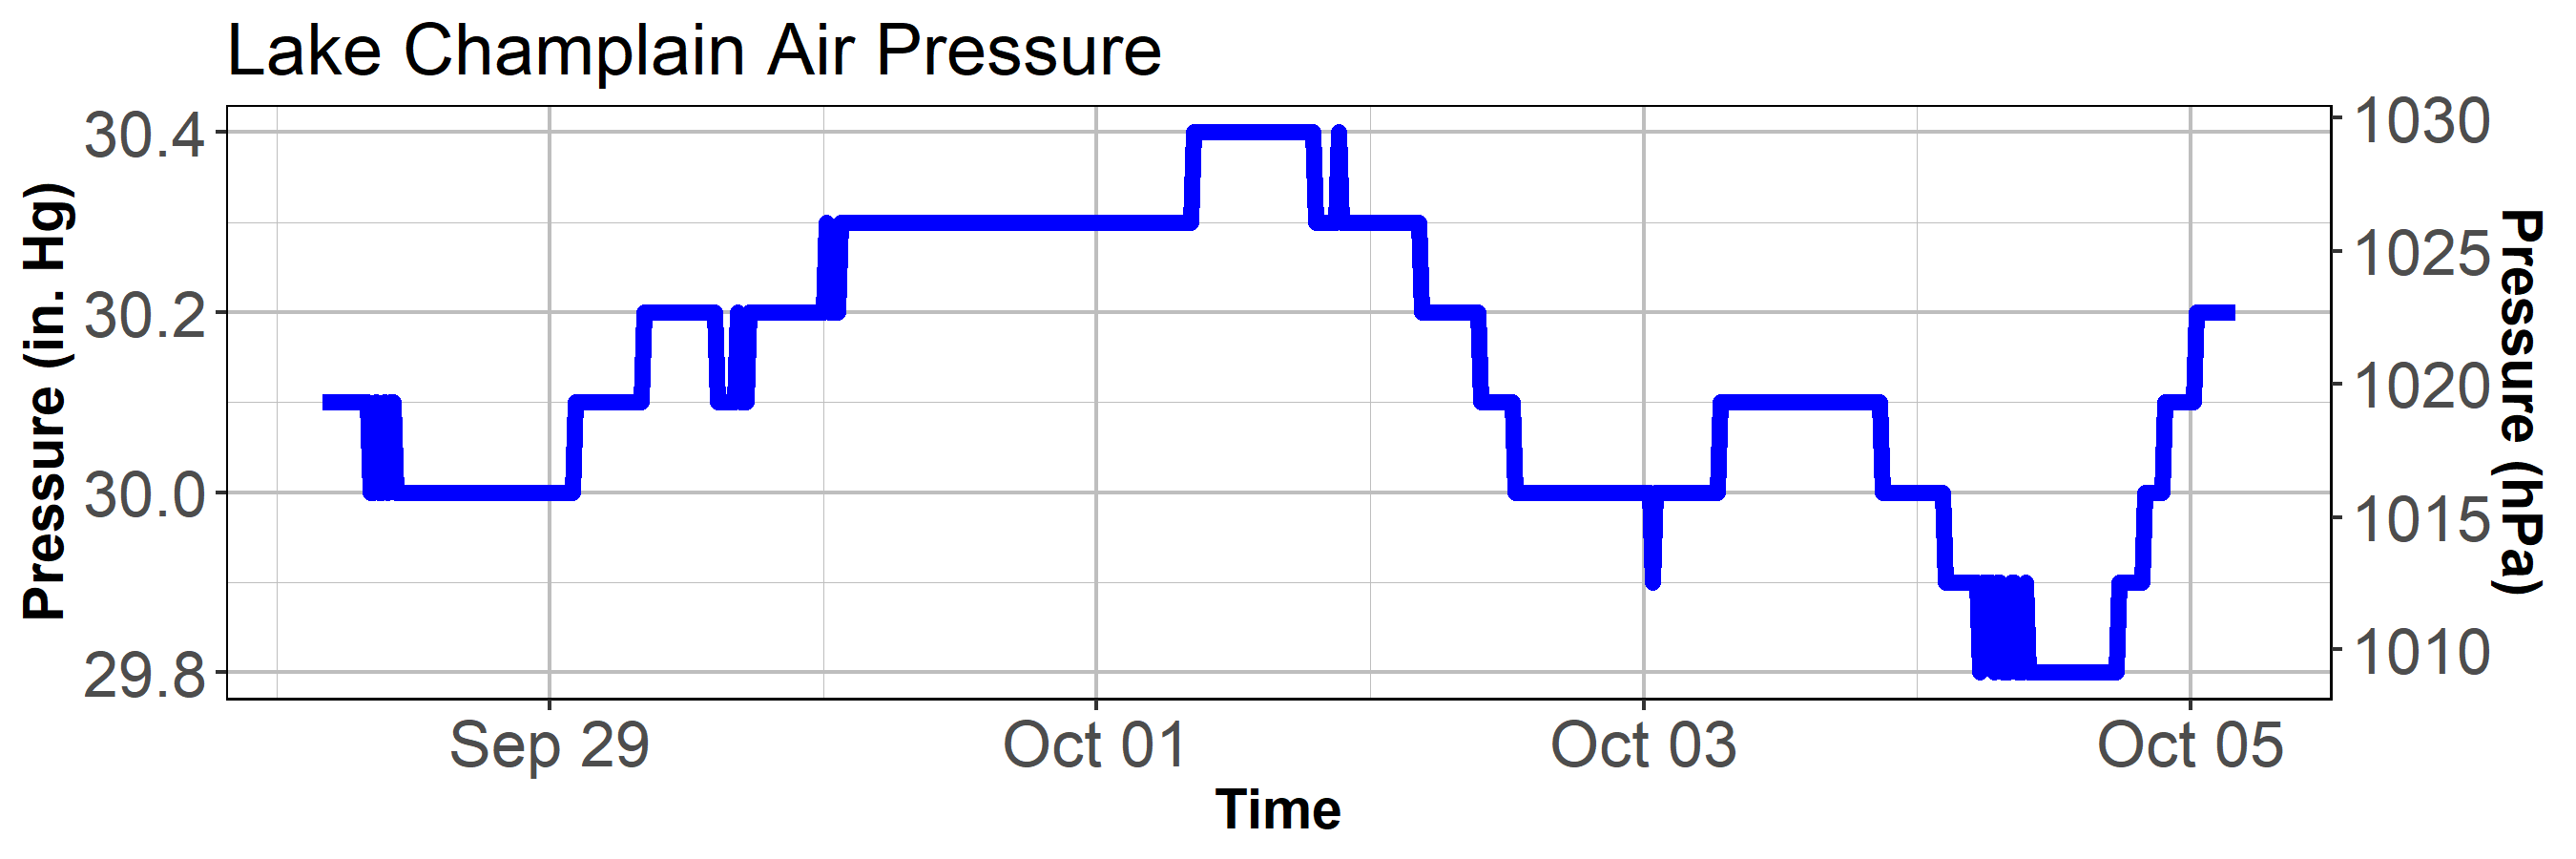 Lake Champlain Air Pressure
Pressure (in. Hg)
30.4
30.2
30.0
29.8
1030
1025
1020
1015
1010
Pressure (hPa)
Sep 29
Oct 01
Oct 03
Oct 05
Time